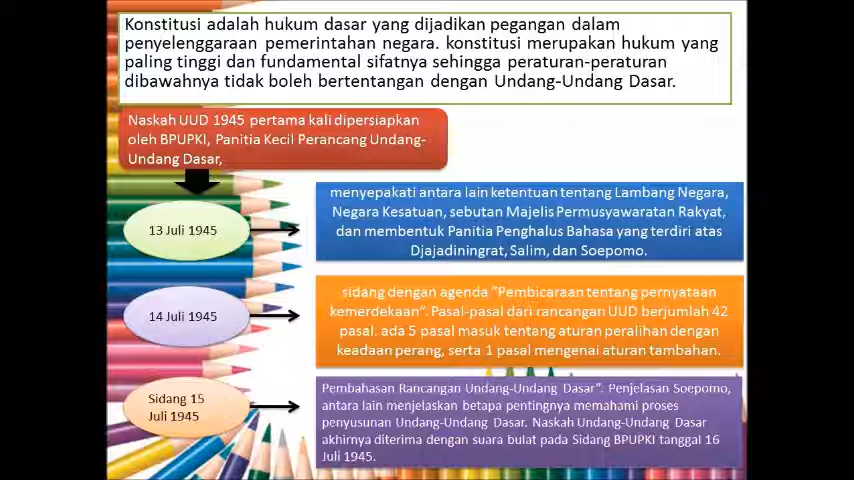 Konstitusi adalah hukum dasar yang dijadikan pegangan dalam
penyelenggaraan pemerintahan negara. konstitusi merupakan hukum yang
paling tinggi dan fundamental sifatnya sehingga peraturan-peraturan
dibawahnya tidak boleh bertentangan dengan Undang-Undang Dasar.
Naskah UUD 1945 pertama kali dipersiapkan
oleh BPUPKI, Panitia Kecil Perancang Undang-
Undang Dasar,
13 Juli 1945
menyepakati antara lain ketentuan tentang Lambang Negara,
Negara Kesatuan, sebutan Majelis Permusyawaratan Rakyat,
dan membentuk Panitia Penghalus Bahasa yang terdiri atas
Djajadiningrat, Salim, dan Soepomo.
14 Juli 1945
sidang dengan agenda “Pembicaraan tentang pernyataan
kemerdekaan”. Pasal-pasal dari rancangan UUD berjumlah 42
pasal. ada 5 pasal masuk tentang aturan peralihan dengan
keadaan perang, serta 1 pasal mengenai aturan tambahan.
Sidang 15
Juli 1945
Pembahasan Rancangan Undang-Undang Dasar”. Penjelasan Soepomo,
antara lain menjelaskan betapa pentingnya memahami proses
penyusunan Undang-Undang Dasar. Naskah Undang-Undang Dasar
akhirnya diterima dengan suara bulat pada Sidang BPUPKI tanggal 16
Juli 1945.